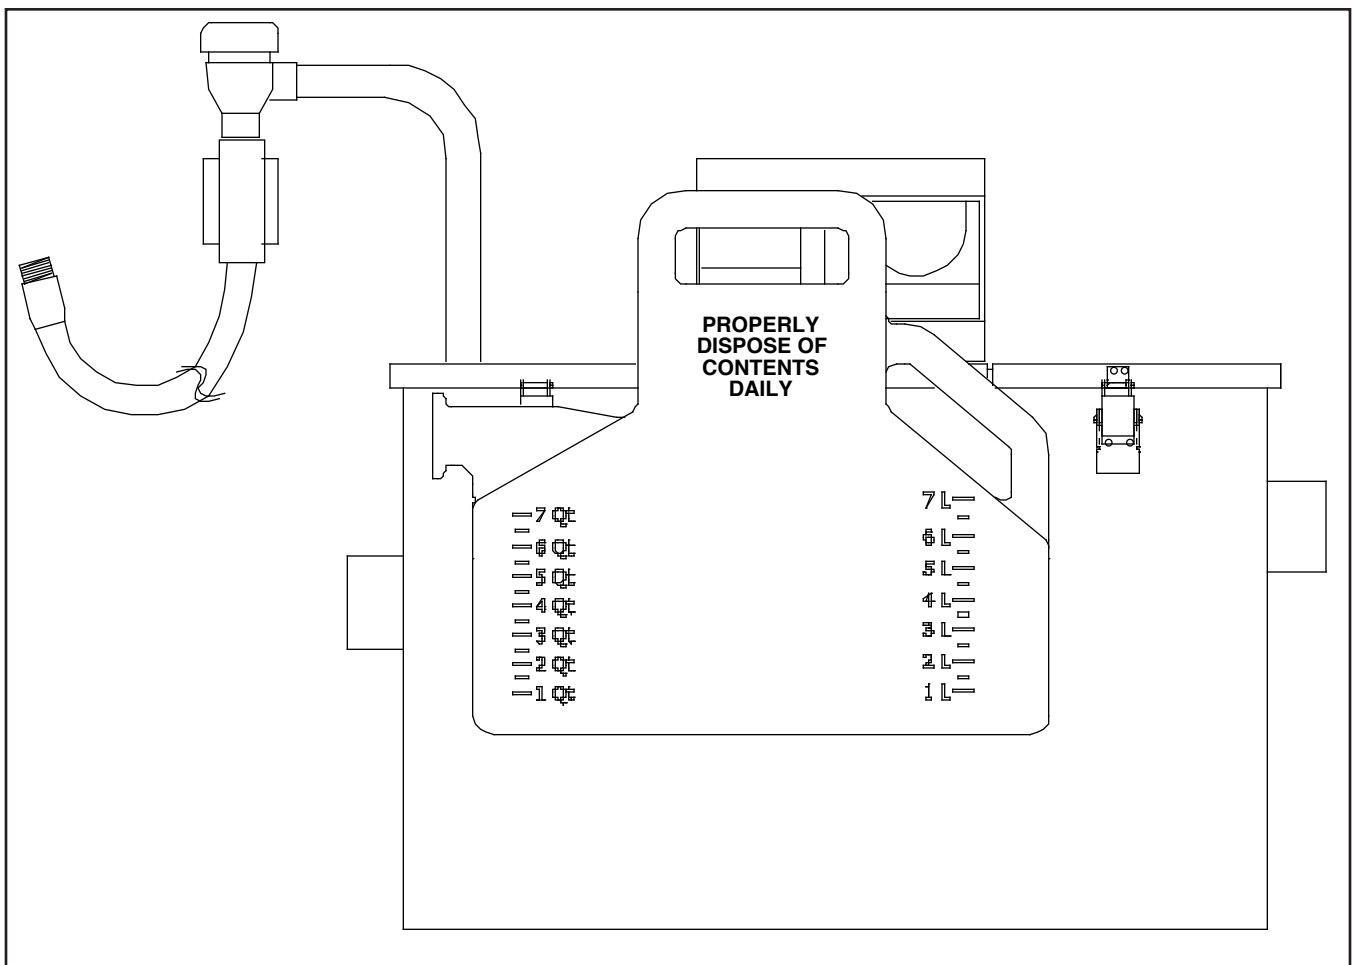 PROPERLY
DISPOSE OF
CONTENTS
DAILY
7 Qt
6 Qt
5 Qt
4 Qt
3 Qt
2 Qt
1 Qt
7 L
6 L
5 L
4 L
3 L
2 L
1 L